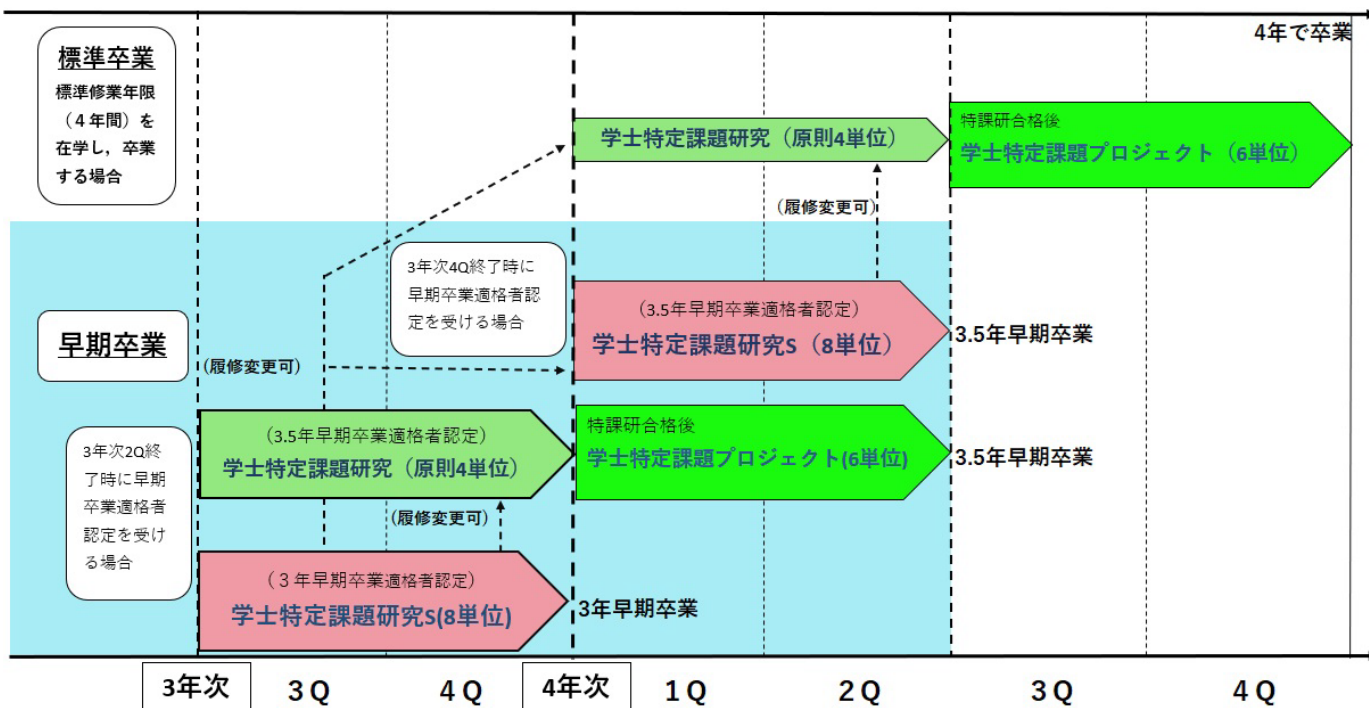 4年で卒業
標準卒業
標準修業年限
（４年間）を
在学し，卒業
する場合
学士特定課題研究（原則4単位）
特課研合格後
学士特定課題プロジェクト（6単位）
(履修変更可)
3年次4Q終了時に
早期卒業適格者認
定を受ける場合
（3.5年早期卒業適格者認定）
学士特定課題研究S（8単位）
3.5年早期卒業
早期卒業
(履修変更可)
3年次2Q終
了時に早期
卒業適格者
認定を受け
る場合
（3.5年早期卒業適格者認定）
学士特定課題研究（原則4単位）
特課研合格後
学士特定課題プロジェクト(6単位)
3.5年早期卒業
(履修変更可)
（３年早期卒業適格者認定）
学士特定課題研究S(8単位)
3年早期卒業
3年次
３Q
４Q
4年次
１Q
２Q
３Q
４Q